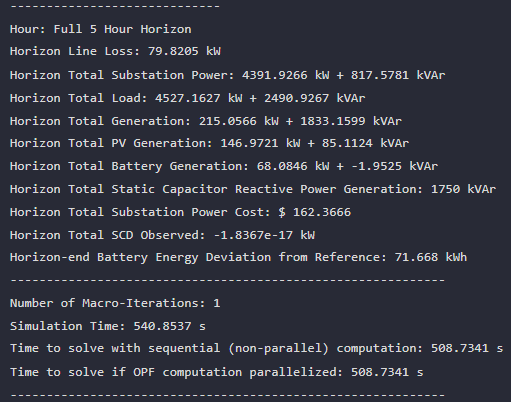 -----------------------------
Hour: Full 5 Hour Horizon
Horizon Line Loss: 79.8205 kW
Horizon Total Substation Power: 4391.9266 kW + 817.5781 kVAr
Horizon Total Load: 4527.1627 kW + 2490.9267 kVAr
Horizon Total Generation: 215.0566 kW + 1833.1599 kVAr
Horizon Total PV Generation: 146.9721 kW + 85.1124 kVAr
Horizon Total Battery Generation: 68.0846 kW + -1.9525 kVAr
Horizon Total Static Capacitor Reactive Power Generation: 1750 kVAr
Horizon Total Substation Power Cost: $ 162.3666
Horizon Total SCD Observed: -1.8367e-17 kW
Horizon-end Battery Energy Deviation from Reference: 71.668 kWh
------------------------------------------------------------
Number of Macro-Iterations: 1
Simulation Time: 540.8537 s
Time to solve with sequential (non-parallel) computation: 508.7341 s
Time to solve if OPF computation parallelized: 508.7341 s
------------------------------------------------------------